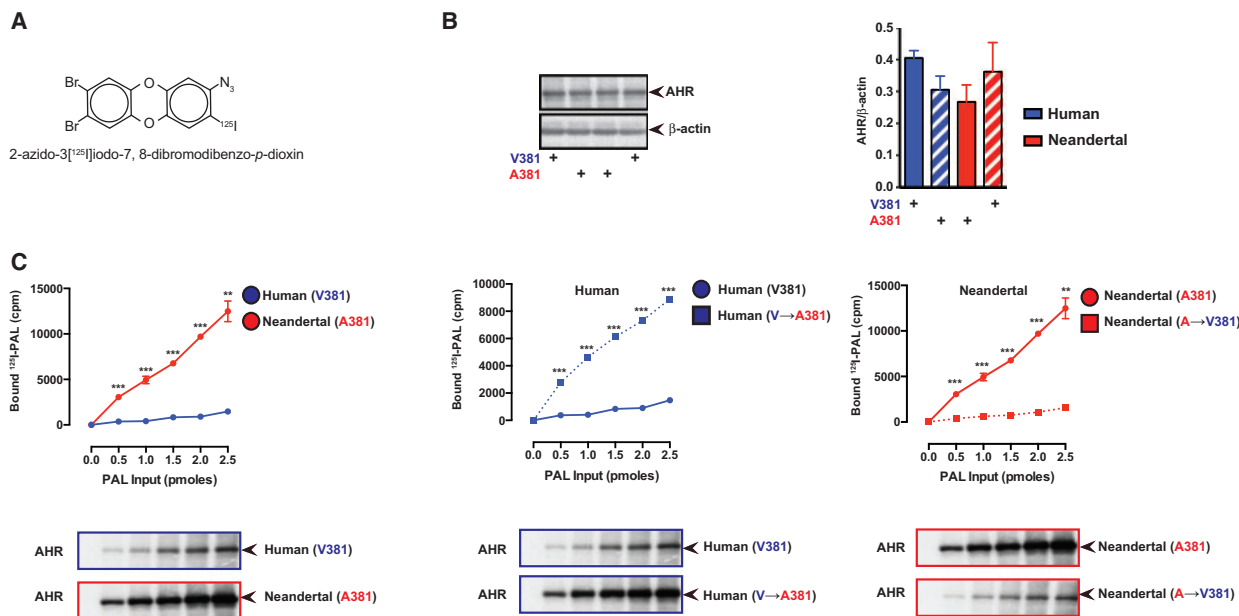 A
Br
Br
O
O
N3
125I
2-azido-3[125I]iodo-7, 8-dibromodibenzo-p-dioxin
B
AHR
β-actin
V381 + +
A381 + +
AHR/β-actin
0.5
0.4
0.3
0.2
0.1
0.0
Human
Neandertal
V381 + +
A381 + +
C
Bound 125I-PAL (cpm)
15000
10000
5000
0
*** *** *** *** **
0.0 0.5 1.0 1.5 2.0 2.5
PAL Input (pmoles)
Human (V381)
Neandertal (A381)
AHR Human (V381)
AHR Neandertal (A381)
Human
Bound 125I-PAL (cpm)
10000
8000
6000
4000
2000
0
*** *** *** *** ***
0.0 0.5 1.0 1.5 2.0 2.5
PAL Input (pmoles)
Human (V381)
Human (V→A381)
AHR Human (V381)
AHR Human (V→A381)
Neandertal
Bound 125I-PAL (cpm)
15000
10000
5000
0
*** *** *** *** **
0.0 0.5 1.0 1.5 2.0 2.5
PAL Input (pmoles)
Neandertal (A381)
Neandertal (A→V381)
AHR Neandertal (A381)
AHR Neandertal (A→V381)